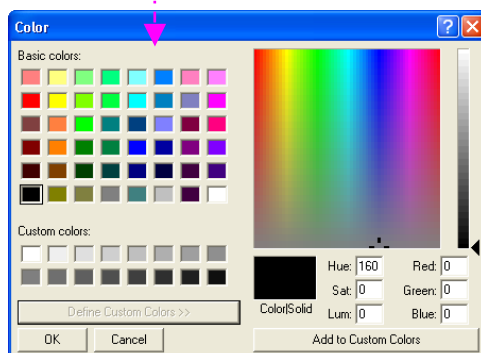 Color
Basic colors:
Custom colors:
Define Custom Colors >>
OK Cancel
Color|Solid
Hue: 160 Red: 0
Sat: 0 Green: 0
Lum: 0 Blue: 0
Add to Custom Colors